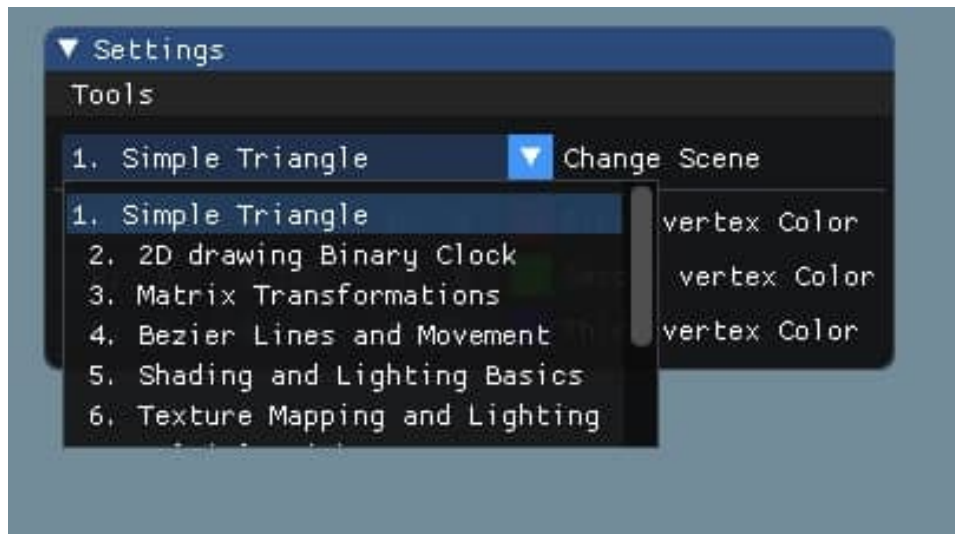 Settings
Tools
1. Simple Triangle
Change Scene
1. Simple Triangle
2. 2D drawing Binary Clock
3. Matrix Transformations
4. Bezier Lines and Movement
5. Shading and Lighting Basics
6. Texture Mapping and Lighting
vertex Color
vertex Color
vertex Color